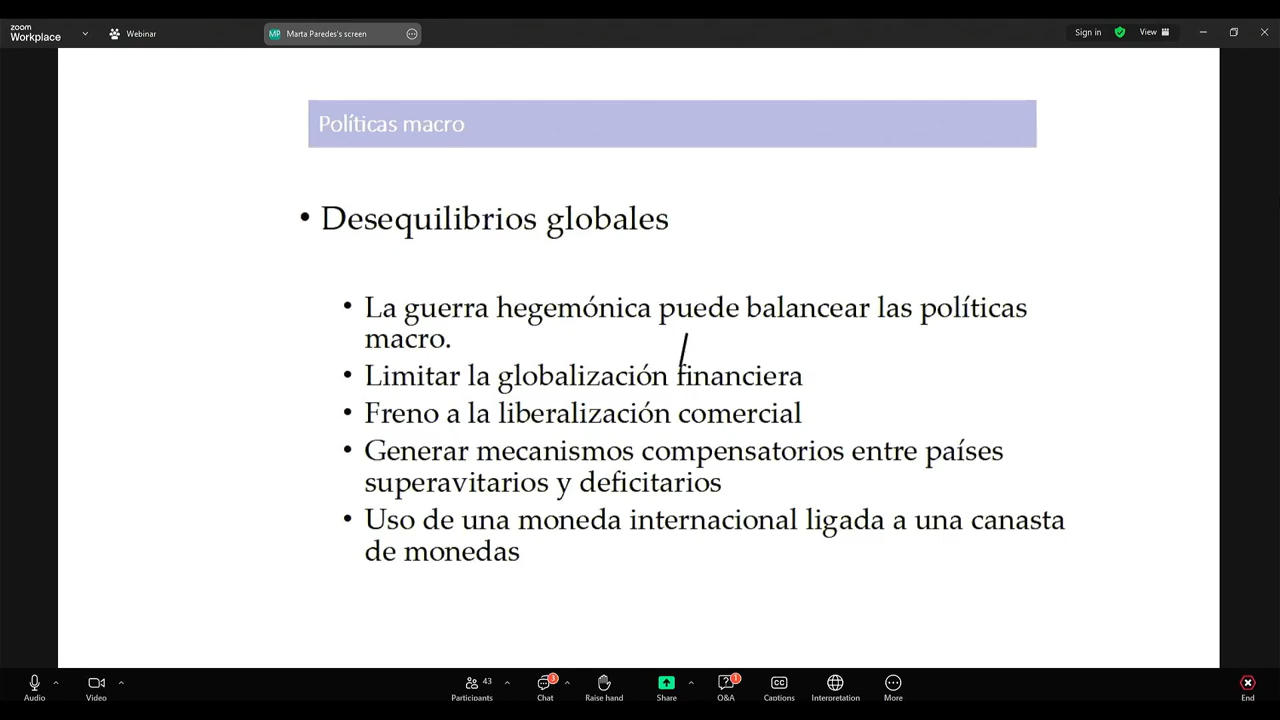 zoom
Workplace
Webinar
MP Marta Paredes's screen
Sign in
View
Políticas macro
• Desequilibrios globales
• La guerra hegemónica puede balancear las políticas
macro.
• Limitar la globalización financiera
• Freno a la liberalización comercial
• Generar mecanismos compensatorios entre países
superavitarios y deficitarios
• Uso de una moneda internacional ligada a una canasta
de monedas
43
3
1
Audio
Video
Participants
Chat
Raise hand
Share
Q&A
Captions
Interpretation
More
End